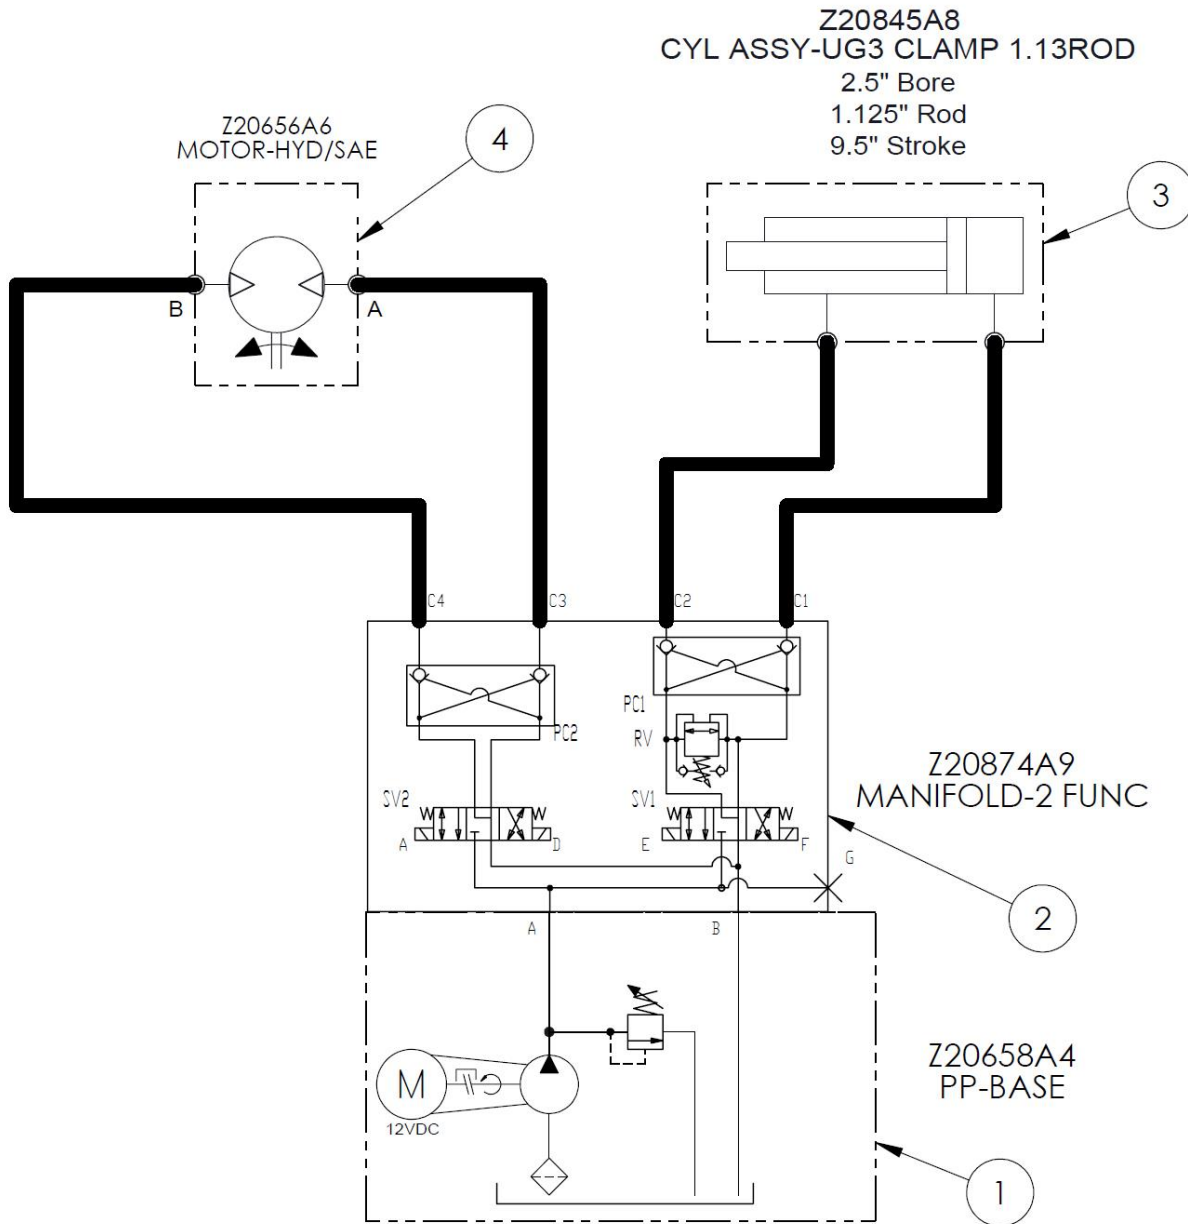 Z20845A8
CYL ASSY-UG3 CLAMP 1.13ROD
2.5" Bore
1.125" Rod
9.5" Stroke
Z20656A6
MOTOR-HYD/SAE
4
3
B
A
C4
C3
C2
C1
PC1
PC2
RV
SV2
SV1
A
D
E
F
G
Z20874A9
MANIFOLD-2 FUNC
2
A
B
Z20658A4
PP-BASE
M
12VDC
1